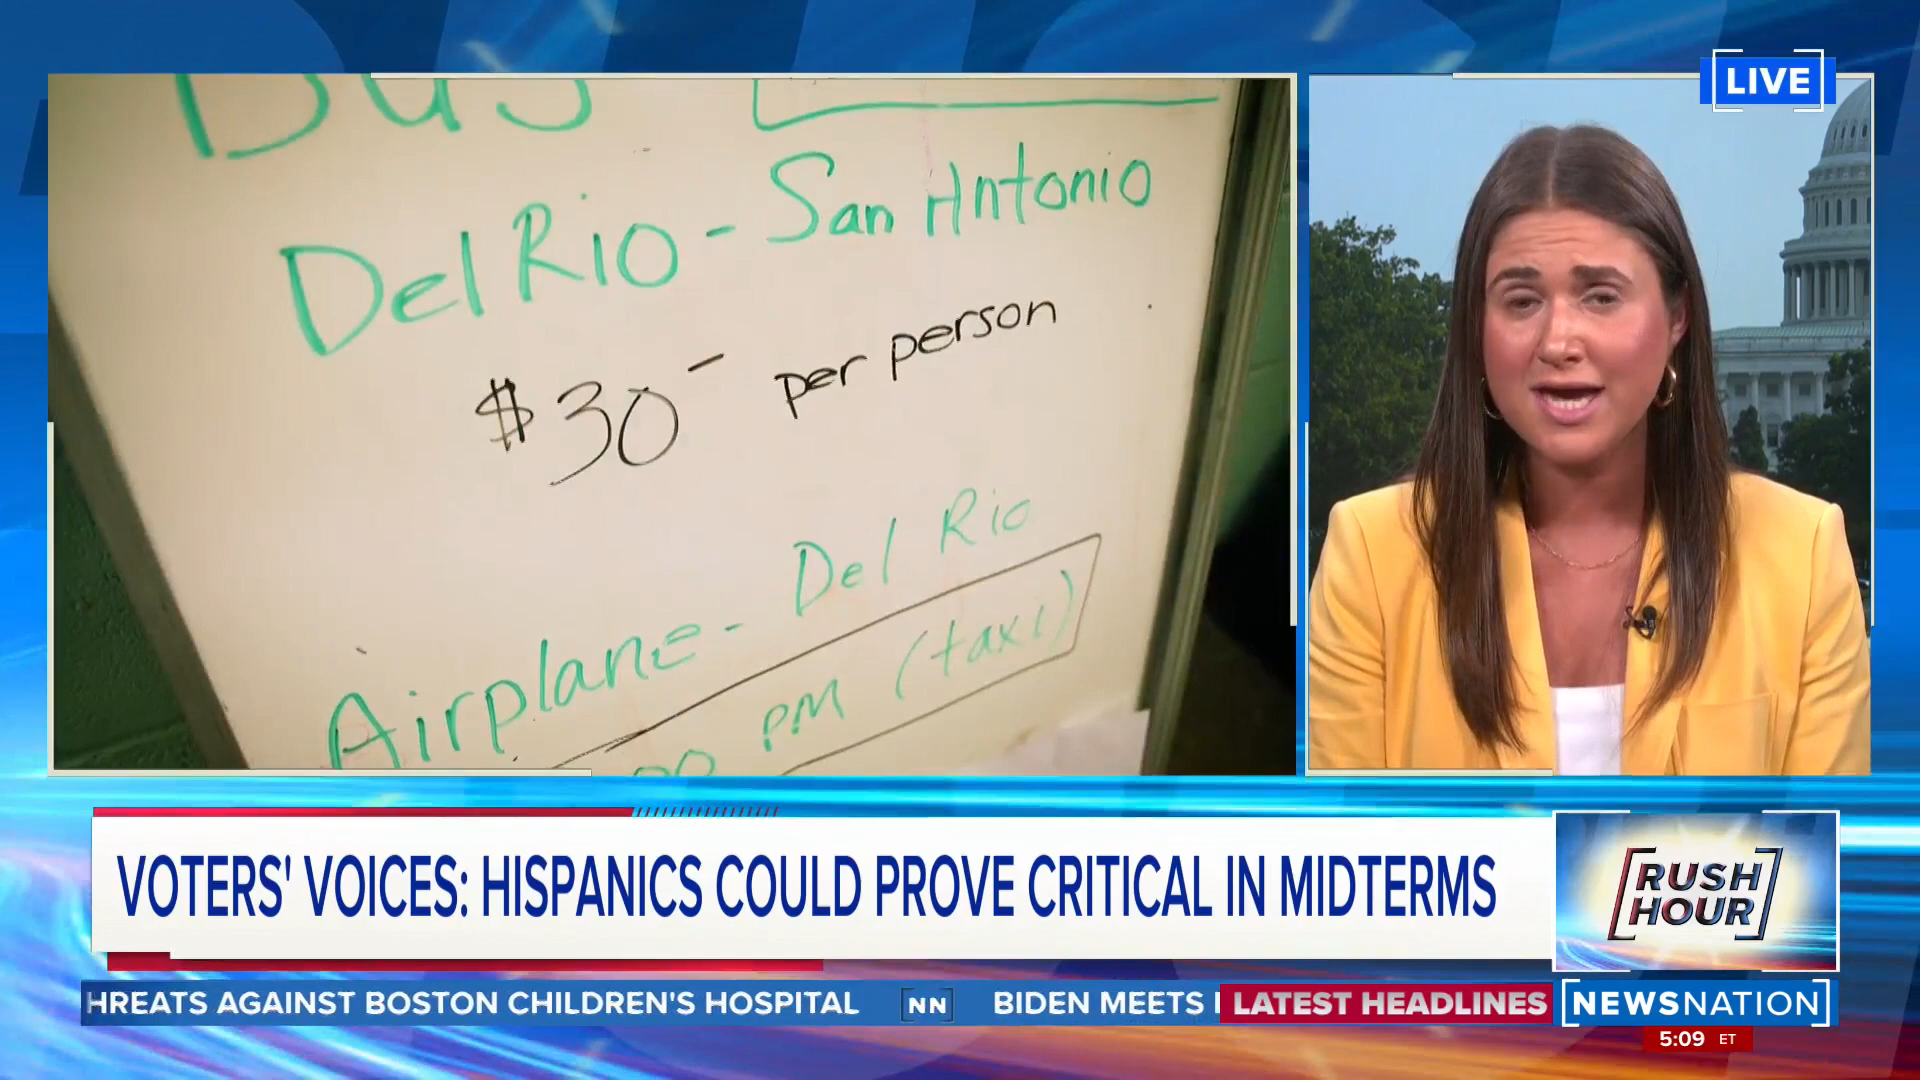 LIVE
Bus
Del Rio - San Antonio
$30- per person
Airplane - Del Rio
PM (taxi)
VOTERS' VOICES: HISPANICS COULD PROVE CRITICAL IN MIDTERMS
RUSH
HOUR
HREATS AGAINST BOSTON CHILDREN'S HOSPITAL NN BIDEN MEETS LATEST HEADLINES NEWSNATION
5:09 ET